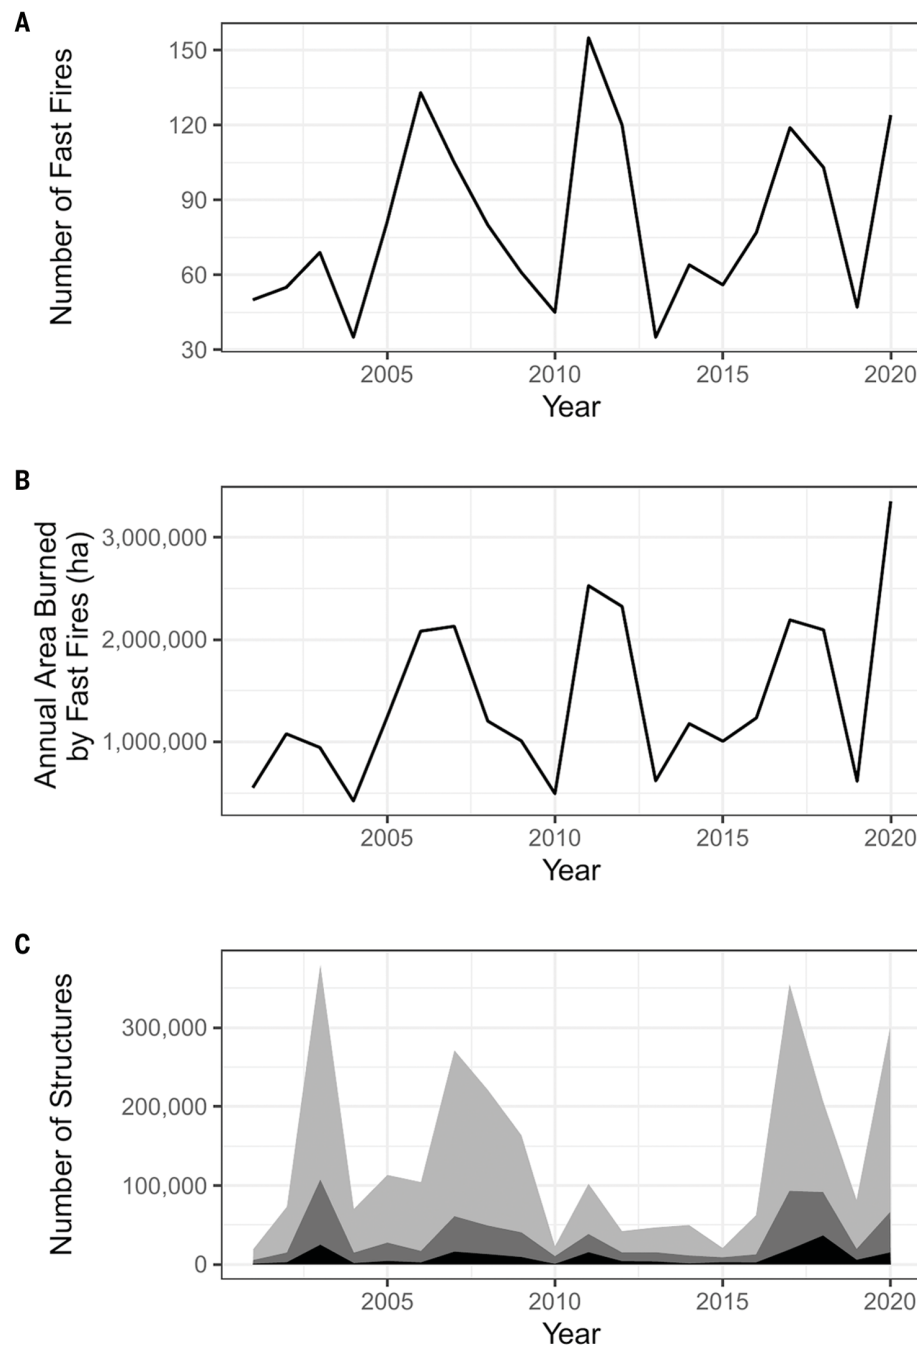 A
Number of Fast Fires
150
120
90
60
30
2005 2010 2015 2020
Year
B
Annual Area Burned
by Fast Fires (ha)
3,000,000
2,000,000
1,000,000
2005 2010 2015 2020
Year
C
Number of Structures
300,000
200,000
100,000
0
2005 2010 2015 2020
Year